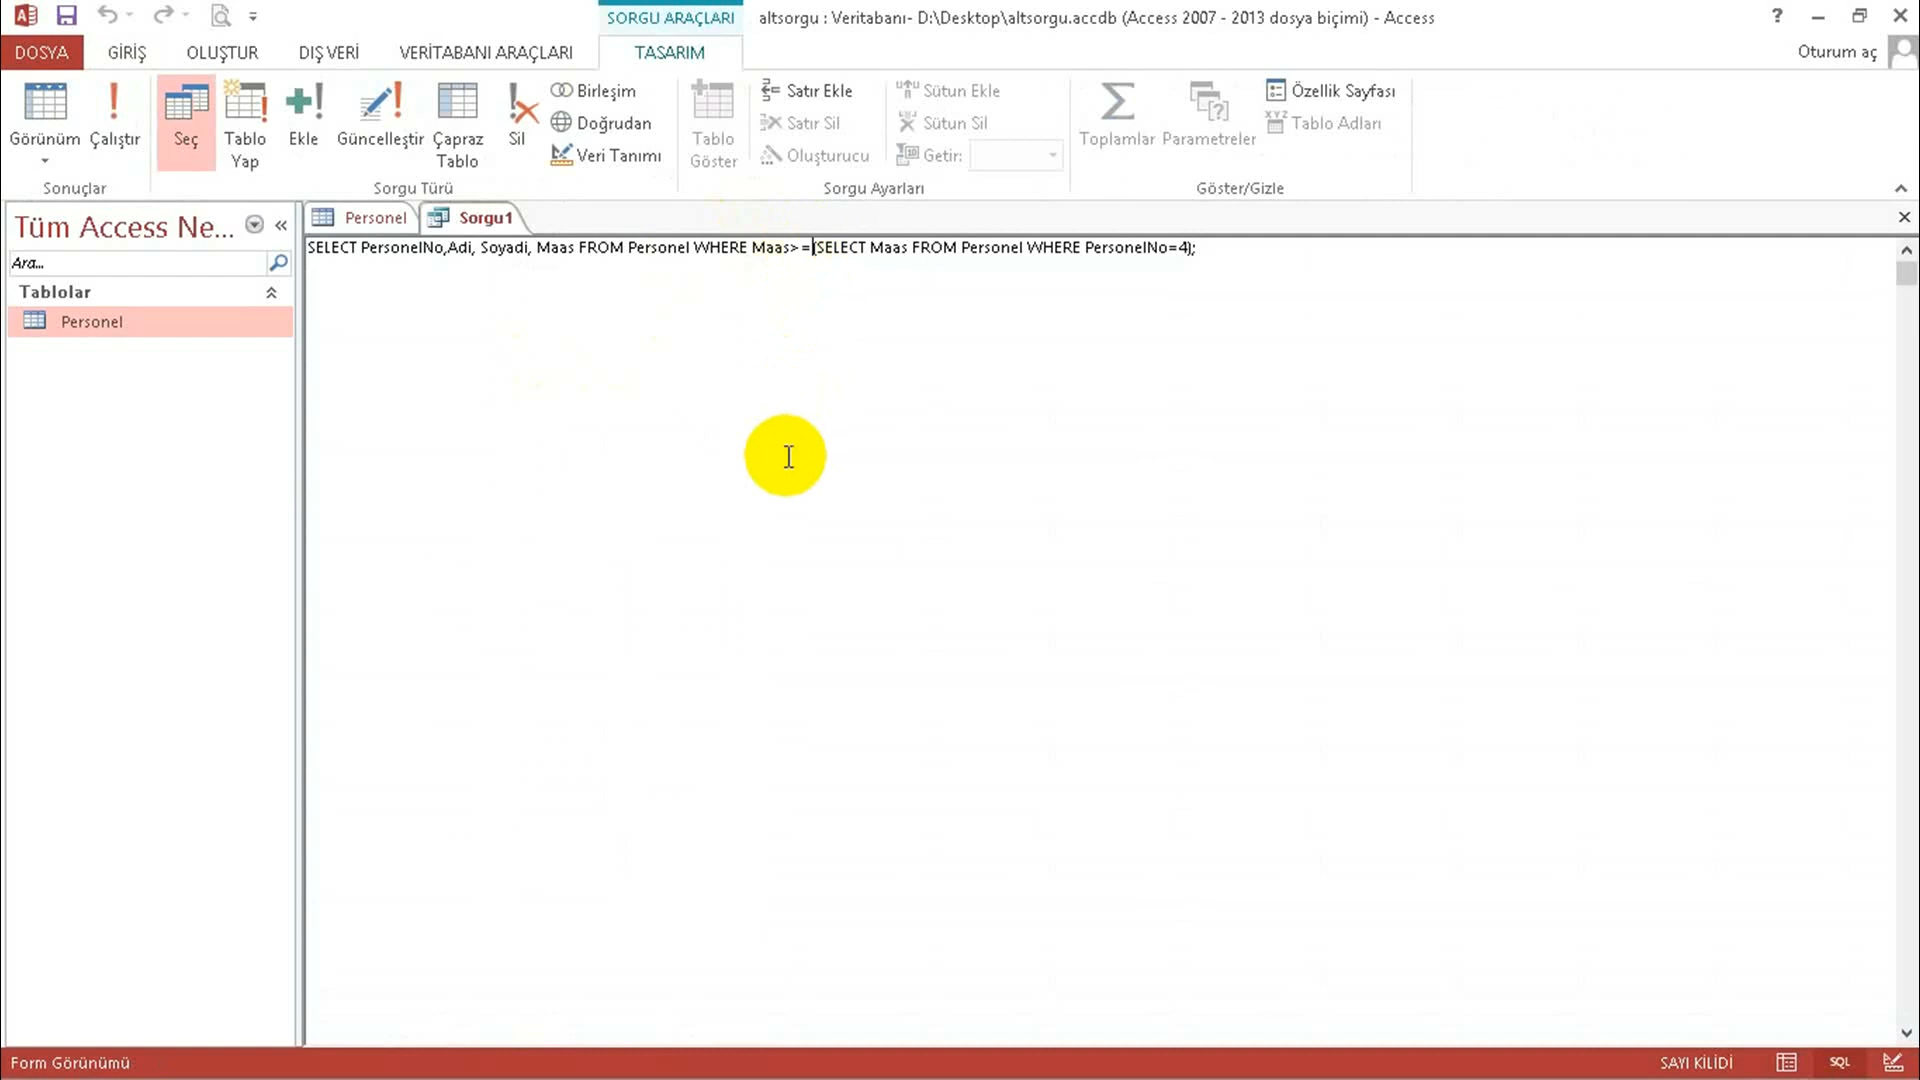 SORGU ARAÇLARI
altsorgu : Veritabanı- D:\Desktop\altsorgu.accdb (Access 2007 - 2013 dosya biçimi) - Access
DOSYA GİRİŞ OLUŞTUR DIŞ VERİ VERİTABANI ARAÇLARI TASARIM
Oturum aç
Görünüm
Çalıştır
Sonuçlar
Seç
Tablo Yap
Ekle
Güncelleştir
Çapraz Tablo
Sil
Birleşim
Doğrudan
Veri Tanımı
Sorgu Türü
Tablo Göster
Satır Ekle
Satır Sil
Oluşturucu
Sütun Ekle
Sütun Sil
Getir:
Sorgu Ayarları
Toplamlar
Parametreler
Özellik Sayfası
Tablo Adları
Göster/Gizle
Tüm Access Ne...
Ara...
Tablolar
Personel
Personel Sorgu1
SELECT PersonelNo,Adi, Soyadi, Maas FROM Personel WHERE Maas>=(SELECT Maas FROM Personel WHERE PersonelNo=4);
Form Görünümü
SAYI KİLİDİ
SQL